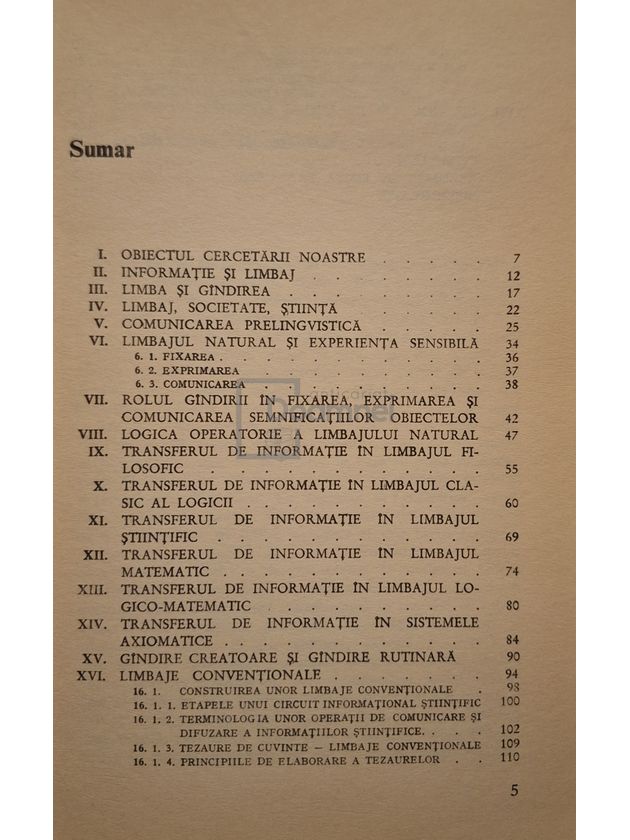 Sumar
I. OBIECTUL CERCETĂRII NOASTRE . . . . . 7
II. INFORMAȚIE ȘI LIMBAJ . . . . . . . . 12
III. LIMBA ȘI GÎNDIREA . . . . . . . . . 17
IV. LIMBAJ, SOCIETATE, ȘTIINȚĂ . . . . . . 22
V. COMUNICAREA PRELINGVISTICĂ . . . . . 25
VI. LIMBAJUL NATURAL ȘI EXPERIENȚA SENSIBILĂ 34
6. 1. FIXAREA . . . . . . . . . . . . 36
6. 2. EXPRIMAREA . . . . . . . . . . 37
6. 3. COMUNICAREA . . . . . . . . . . 38
VII. ROLUL GÎNDIRII ÎN FIXAREA, EXPRIMAREA ȘI
COMUNICAREA SEMNIFICAȚIILOR OBIECTELOR 42
VIII. LOGICA OPERATORIE A LIMBAJULUI NATURAL 47
IX. TRANSFERUL DE INFORMAȚIE ÎN LIMBAJUL FI-
LOSOFIC . . . . . . . . . . . . 55
X. TRANSFERUL DE INFORMAȚIE ÎN LIMBAJUL CLA-
SIC AL LOGICII . . . . . . . . . . . 60
XI. TRANSFERUL DE INFORMAȚIE ÎN LIMBAJUL
ȘTIINȚIFIC . . . . . . . . . . . . 69
XII. TRANSFERUL DE INFORMAȚIE ÎN LIMBAJUL
MATEMATIC . . . . . . . . . . . . 74
XIII. TRANSFERUL DE INFORMAȚIE ÎN LIMBAJUL LO-
GICO-MATEMATIC . . . . . . . . . . 80
XIV. TRANSFERUL DE INFORMAȚIE ÎN SISTEMELE
AXIOMATICE . . . . . . . . . . . . 84
XV. GÎNDIRE CREATOARE ȘI GÎNDIRE RUTINARĂ 90
XVI. LIMBAJE CONVENȚIONALE . . . . . . . 94
16. 1. CONSTRUIREA UNOR LIMBAJE CONVENȚIONALE . 98
16. 1. 1. ETAPELE UNUI CIRCUIT INFORMAȚIONAL ȘTIINȚIFIC 100
16. 1. 2. TERMINOLOGIA UNOR OPERAȚII DE COMUNICARE ȘI
DIFUZARE A INFORMAȚIILOR ȘTIINȚIFICE. . . . 102
16. 1. 3. TEZAURE DE CUVINTE – LIMBAJE CONVENȚIONALE 109
16. 1. 4. PRINCIPIILE DE ELABORARE A TEZAURELOR . . 110
5